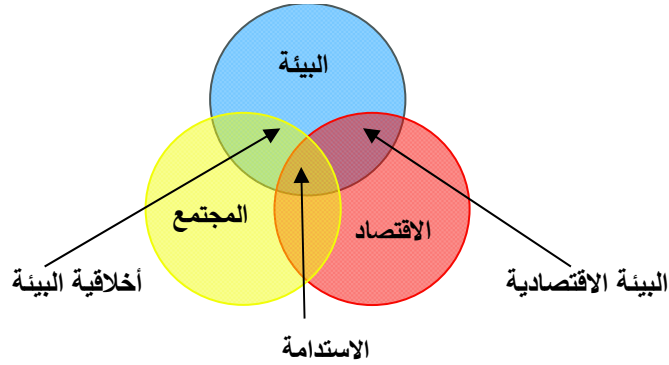 البيئة
المجتمع
الاقتصاد
أخلاقية البيئة
البيئة الاقتصادية
الاستدامة